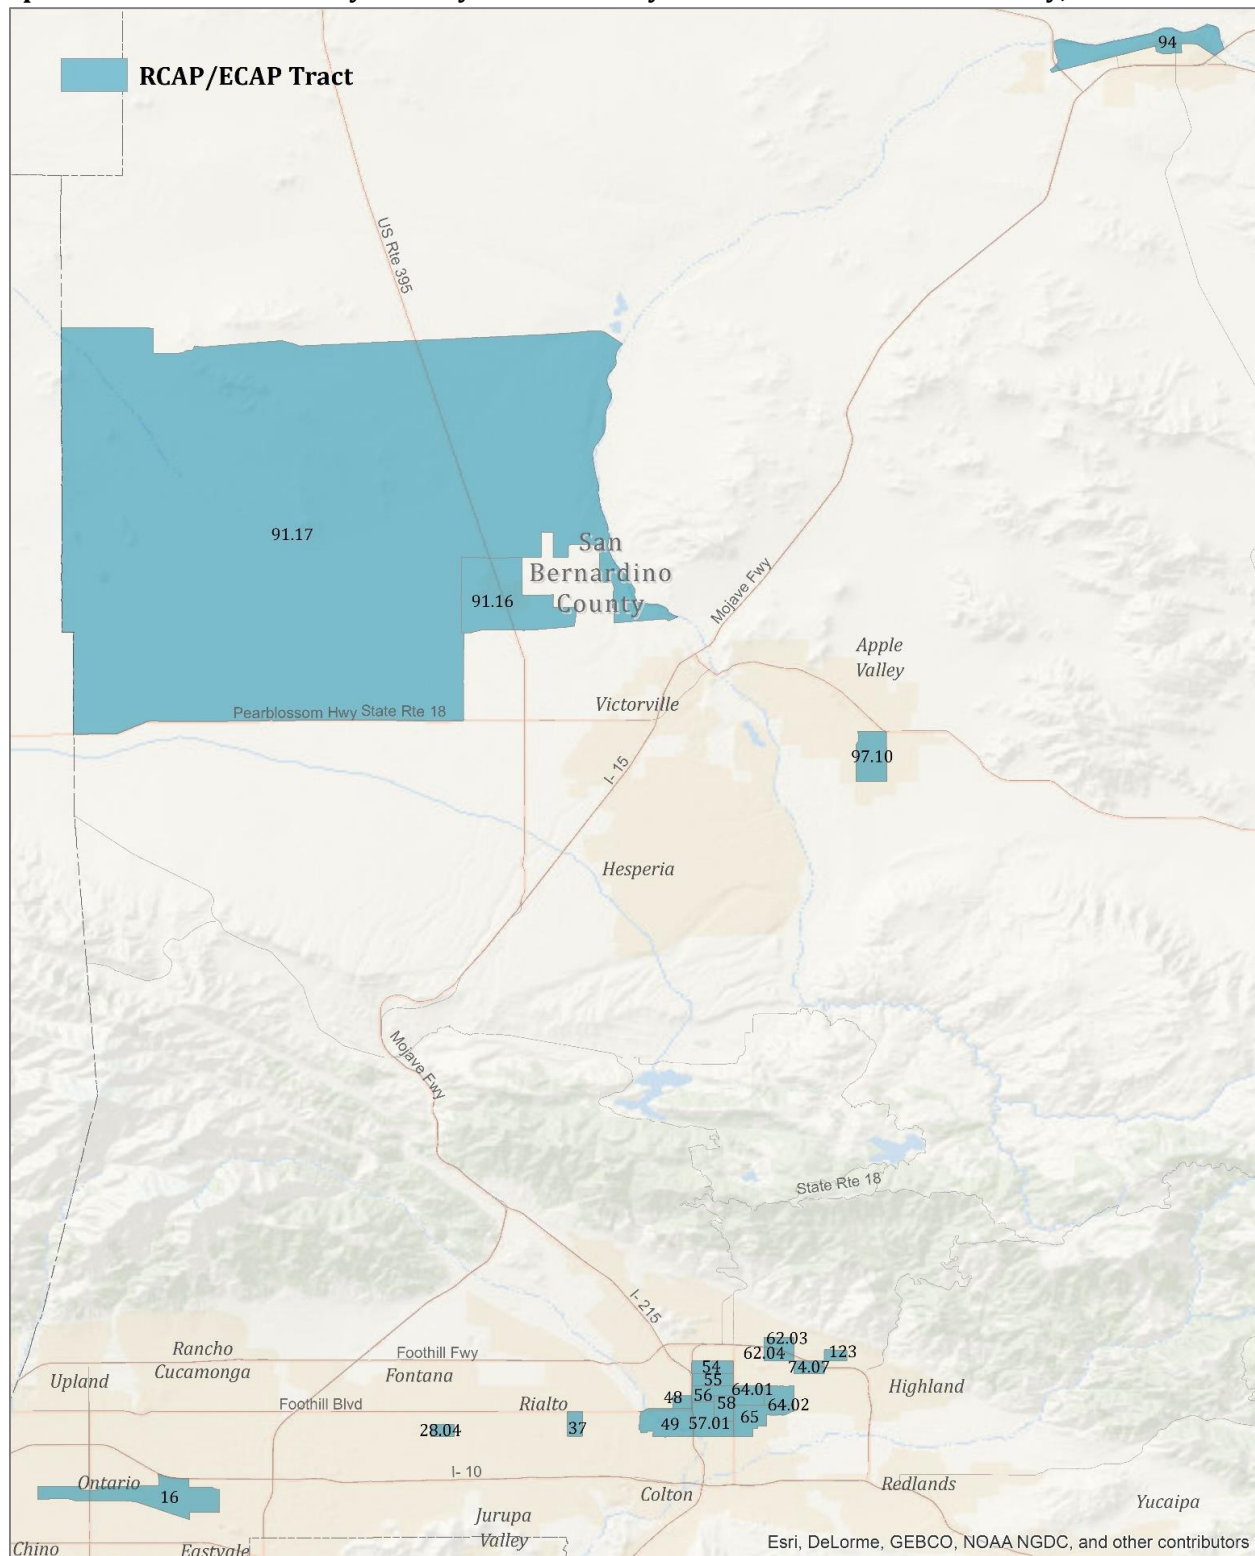 94
RCAP/ECAP Tract
US Rte 395
91.17
San
Bernardino
County
91.16
Mojave Fwy
Apple
Valley
Victorville
Pearblossom Hwy State Rte 18
97.10
I- 15
Hesperia
Mojave Fwy
State Rte 18
I- 215
62.03
Rancho
Cucamonga
Foothill Fwy
62.04
123
54
74.07
Fontana
Upland
55
Highland
64.01
48
56
Foothill Blvd
Rialto
58
64.02
65
28.04
37
49
57.01
I- 10
Ontario
Redlands
16
Colton
Yucaipa
Jurupa
Valley
Chino
Eastvale
Esri, DeLorme, GEBCO, NOAA NGDC, and other contributors